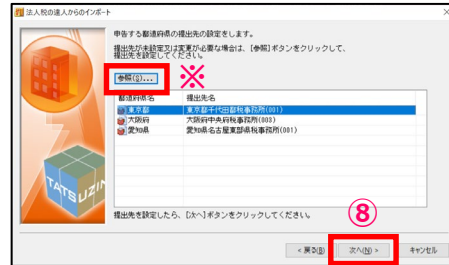 法人税の達人からのインポート
申告する都道府県の提出先の設定をします。
提出先が未設定又は変更が必要な場合は、[参照]ボタンをクリックして、
提出先を設定してください。
参照(S)... ※
都道府県名 提出先名
東京都 東京都千代田都税事務所(001)
大阪府 大阪府中央府税事務所(003)
愛知県 愛知県名古屋東部県税事務所(001)
TATSUZIN
提出先を設定したら、[次へ]ボタンをクリックしてください。
⑧
< 戻る(B) 次へ(N) > キャンセル